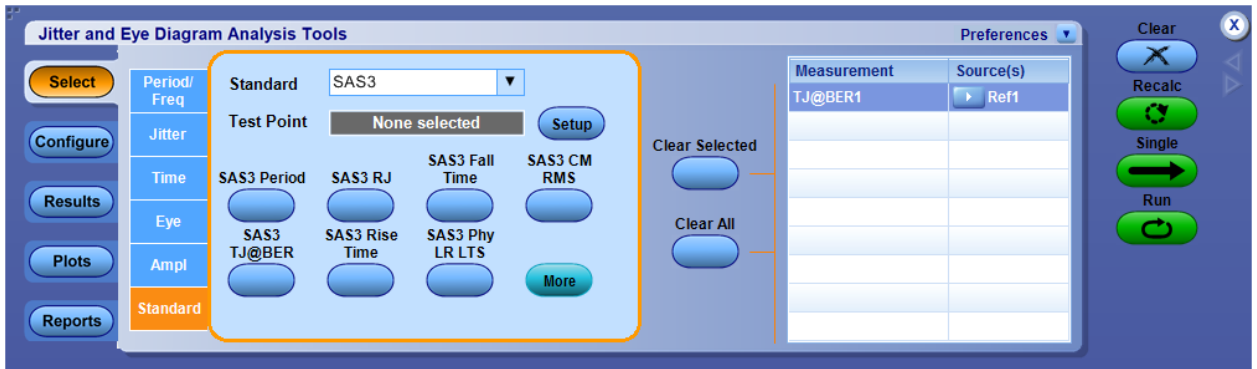 Jitter and Eye Diagram Analysis Tools
Preferences
Clear
X
Select
Configure
Results
Plots
Reports
Period/
Freq
Jitter
Time
Eye
Ampl
Standard
Standard
SAS3
Test Point
None selected
Setup
SAS3 Period
SAS3 RJ
SAS3 Fall
Time
SAS3 CM
RMS
SAS3
TJ@BER
SAS3 Rise
Time
SAS3 Phy
LR LTS
More
Clear Selected
Clear All
Measurement
Source(s)
TJ@BER1
Ref1
Recalc
Single
Run